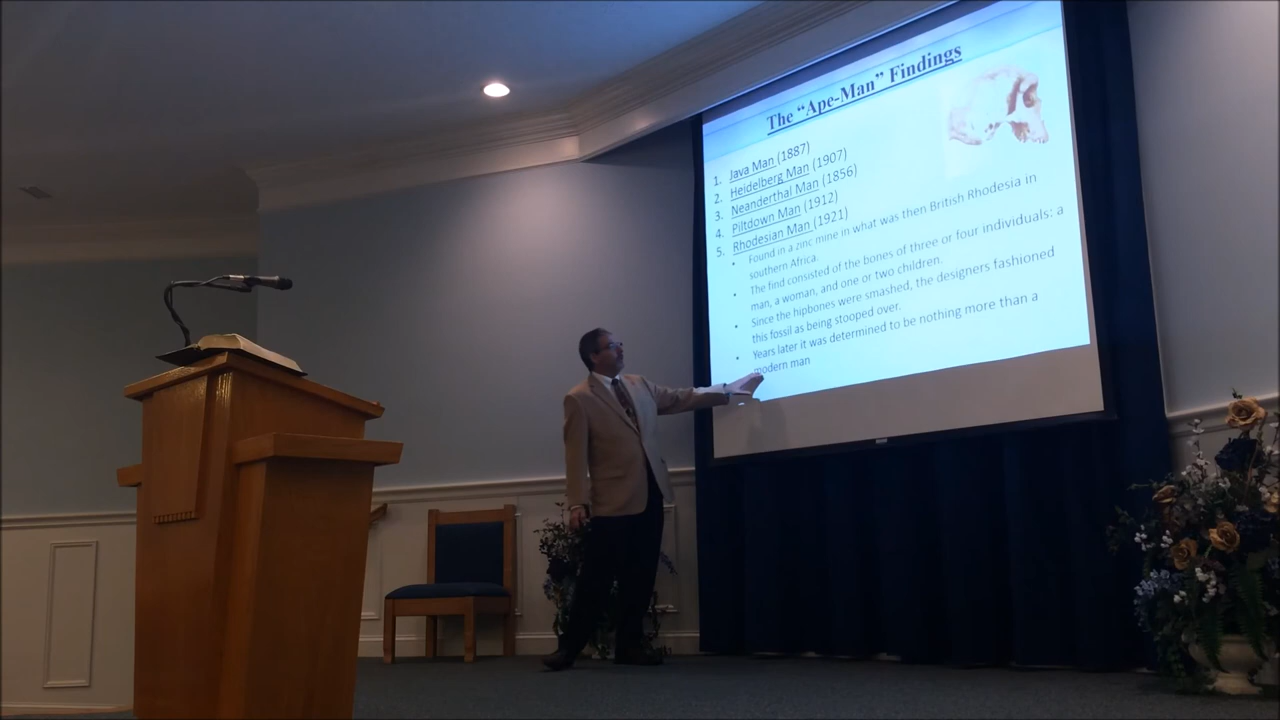 The "Ape-Man" Findings
1. Java Man (1887)
2. Heidelberg Man (1907)
3. Neanderthal Man (1856)
4. Piltdown Man (1912)
5. Rhodesian Man (1921)
• Found in a zinc mine in what was then British Rhodesia in
southern Africa.
• The find consisted of the bones of three or four individuals: a
man, a woman, and one or two children.
• Since the hipbones were smashed, the designers fashioned
this fossil as being stooped over.
• Years later it was determined to be nothing more than a
modern man